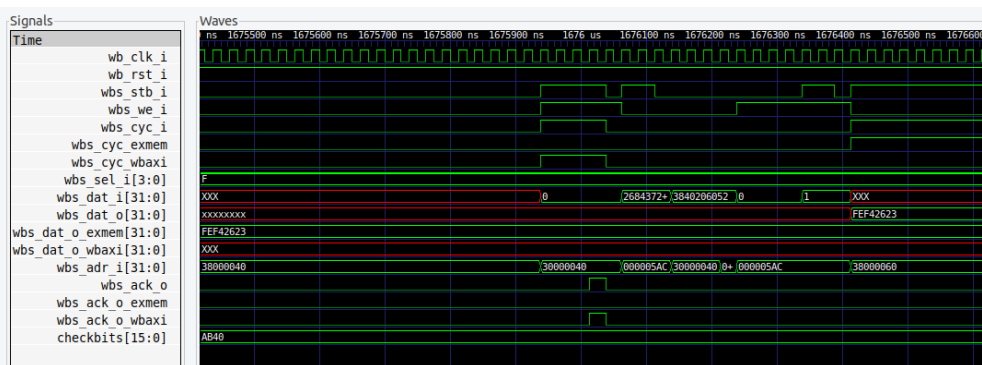 Signals
Waves
Time
ns 1675500 ns 1675600 ns 1675700 ns 1675800 ns 1675900 ns 1676 us 1676100 ns 1676200 ns 1676300 ns 1676400 ns 1676500 ns 1676600
wb_clk_i
wb_rst_i
wbs_stb_i
wbs_we_i
wbs_cyc_i
wbs_cyc_exmem
wbs_cyc_wbaxi
wbs_sel_i[3:0] F
wbs_dat_i[31:0] XXX 0 2684372+ 3840206052 0 1 XXX
wbs_dat_o[31:0] xxxxxxxx FEF42623
wbs_dat_o_exmem[31:0] FEF42623
wbs_dat_o_wbaxi[31:0] XXX
wbs_adr_i[31:0] 38000040 30000040 000005AC 30000040 0+ 000005AC 38000060
wbs_ack_o
wbs_ack_o_exmem
wbs_ack_o_wbaxi
checkbits[15:0] AB40